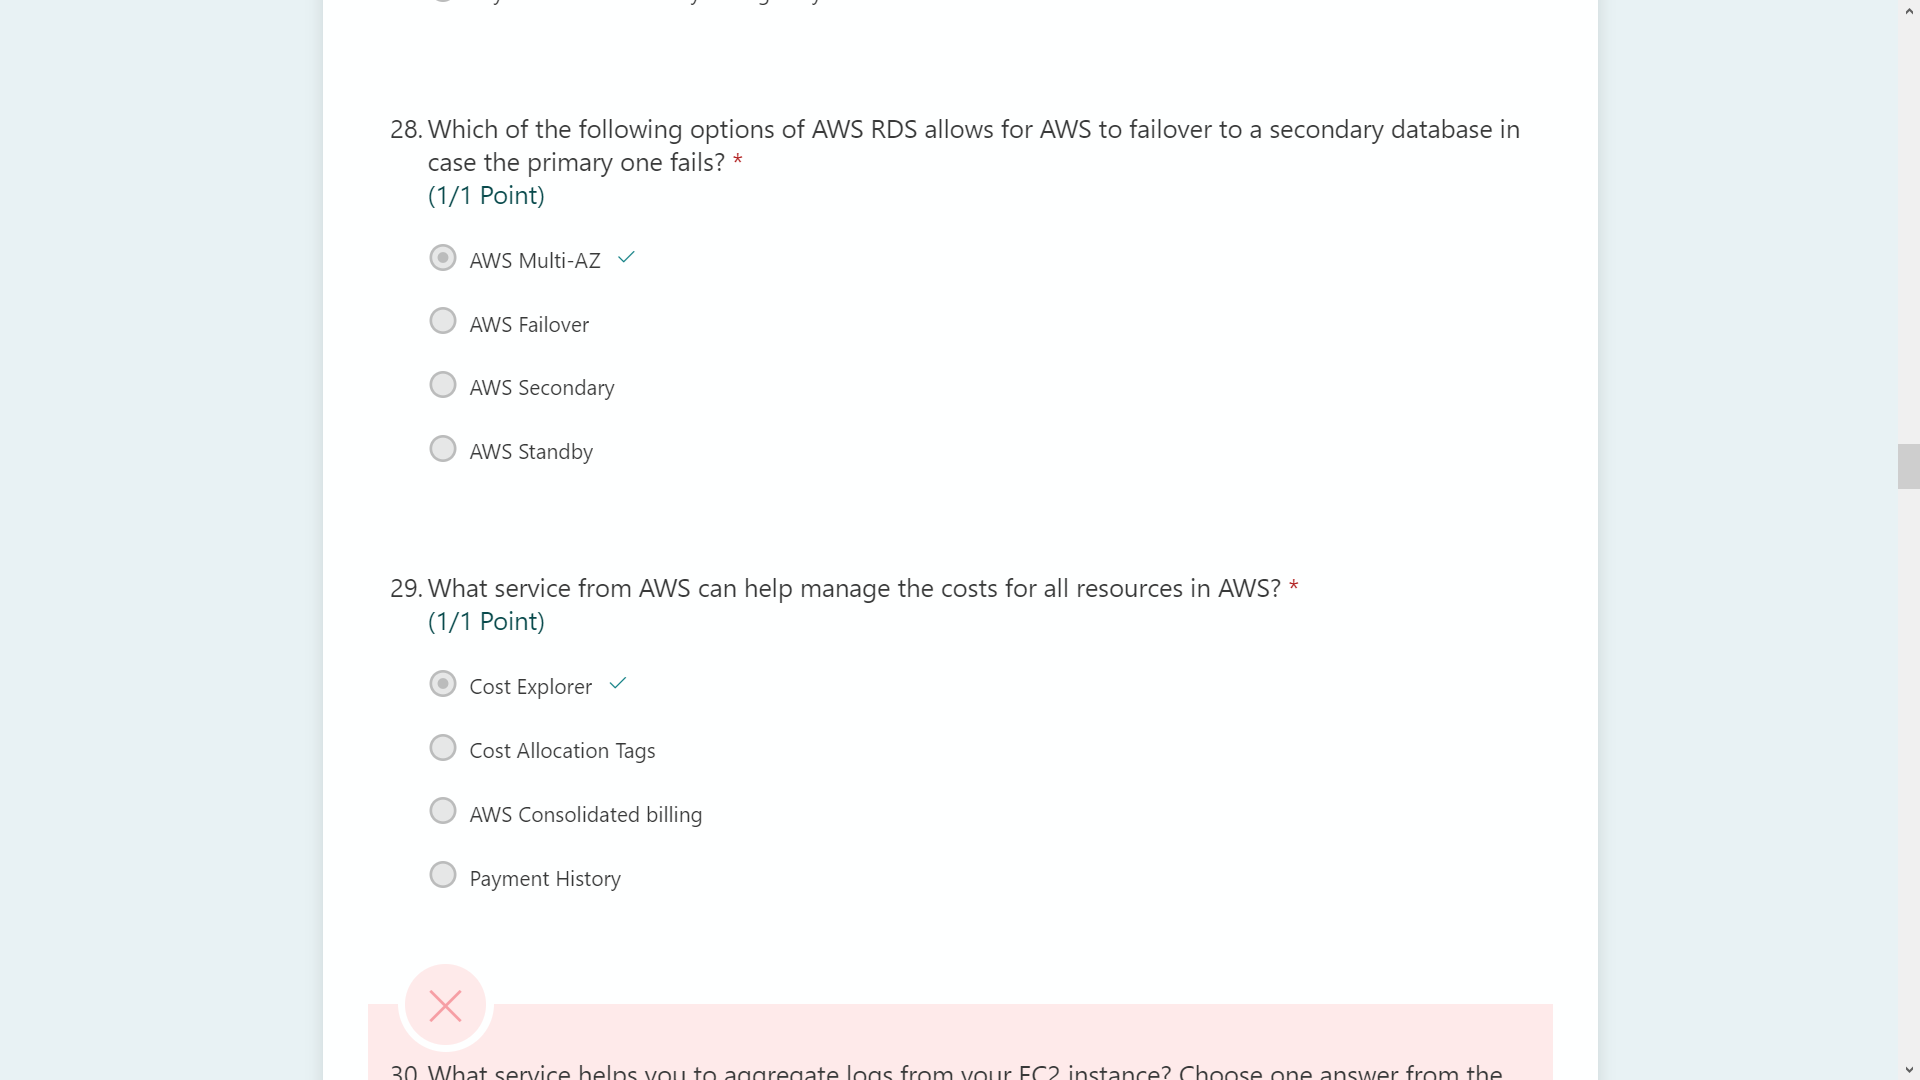 28. Which of the following options of AWS RDS allows for AWS to failover to a secondary database in
case the primary one fails? *
(1/1 Point)
AWS Multi-AZ
AWS Failover
AWS Secondary
AWS Standby
29. What service from AWS can help manage the costs for all resources in AWS? *
(1/1 Point)
Cost Explorer
Cost Allocation Tags
AWS Consolidated billing
Payment History
30. What service helps you to aggregate logs from your EC2 instance? Choose one answer from the